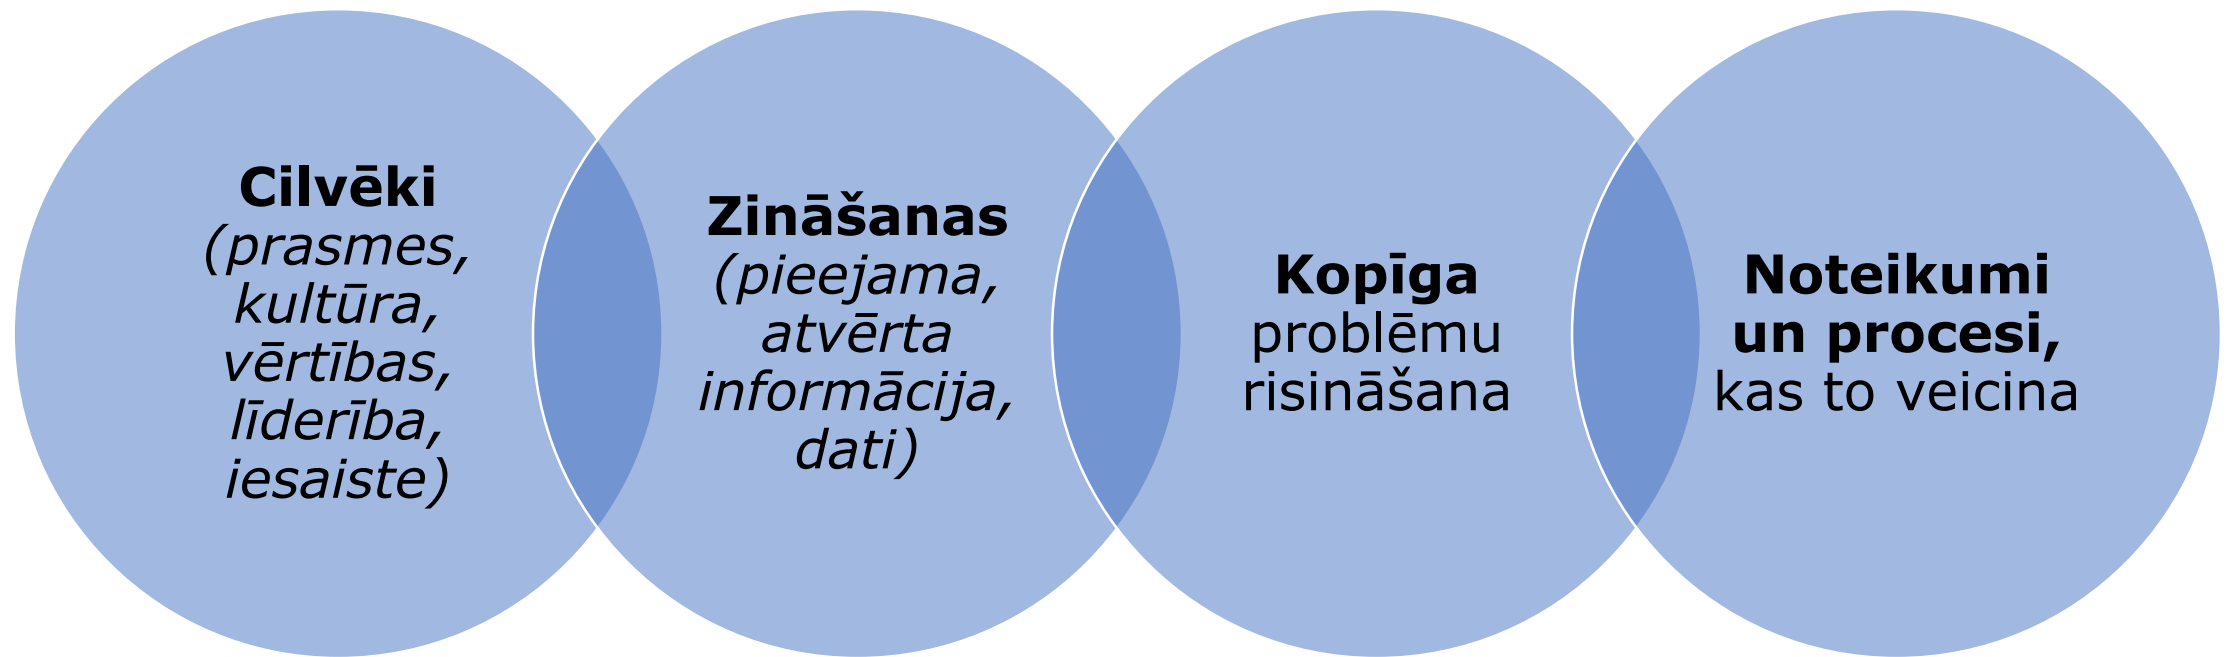 Cilvēki
(prasmes,
kultūra,
vērtības,
līderība,
iesaiste)
Zināšanas
(pieejama,
atvērta
informācija,
dati)
Kopīga
problēmu
risināšana
Noteikumi
un procesi,
kas to veicina